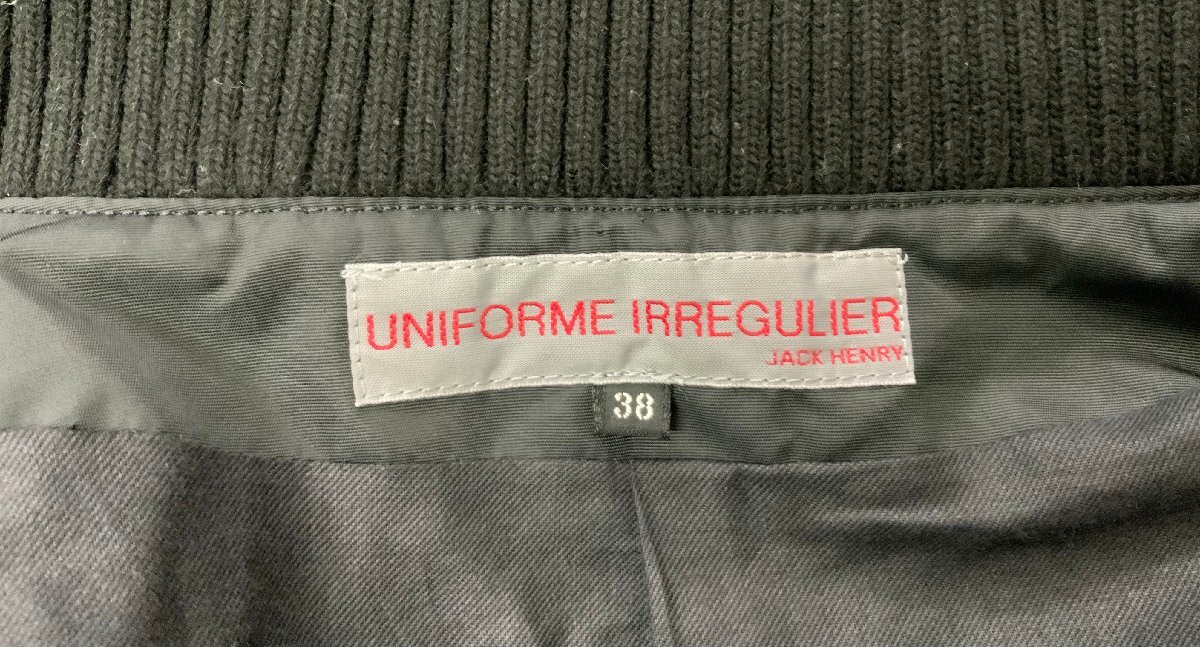 UNIFORME IRREGULIER
JACK HENRY
38